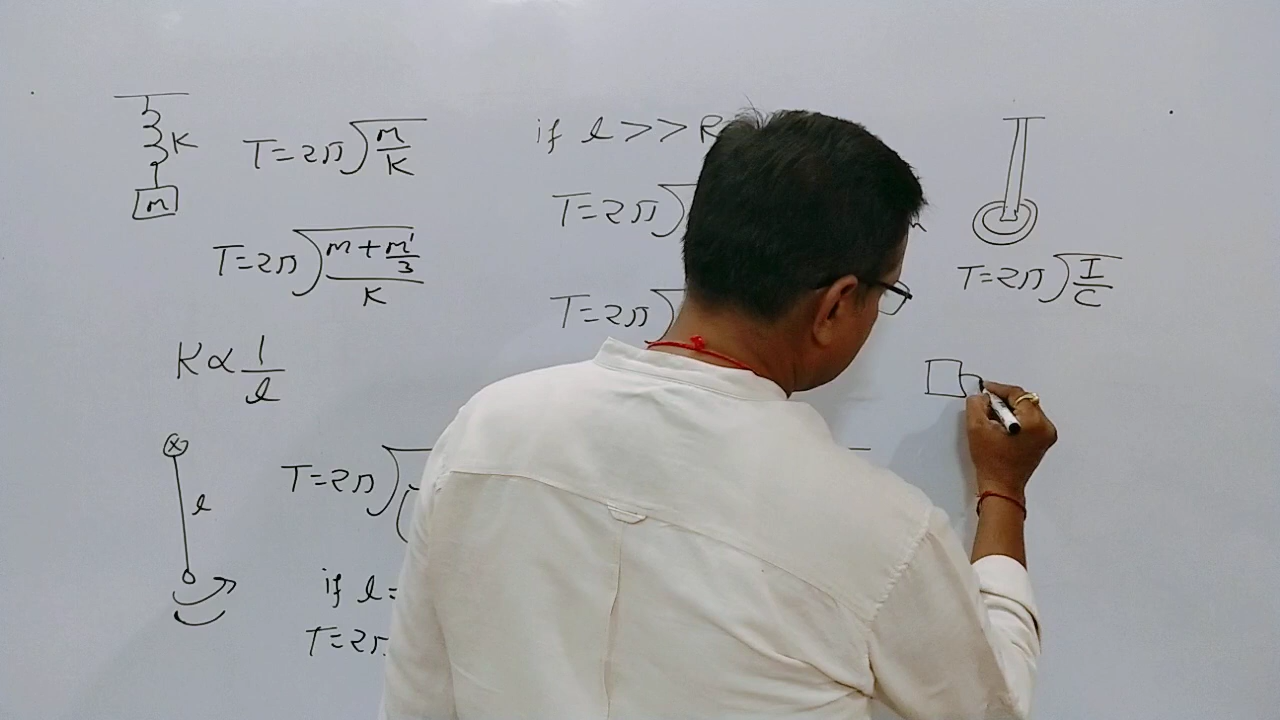 K
m
T=2π√(m/K)
T=2π√((m+m'/3)/K)
K∝1/l
l
T=2π√
if l=
T=2π
if l>>R
T=2π√
T=2π√
T=2π√(I/C)